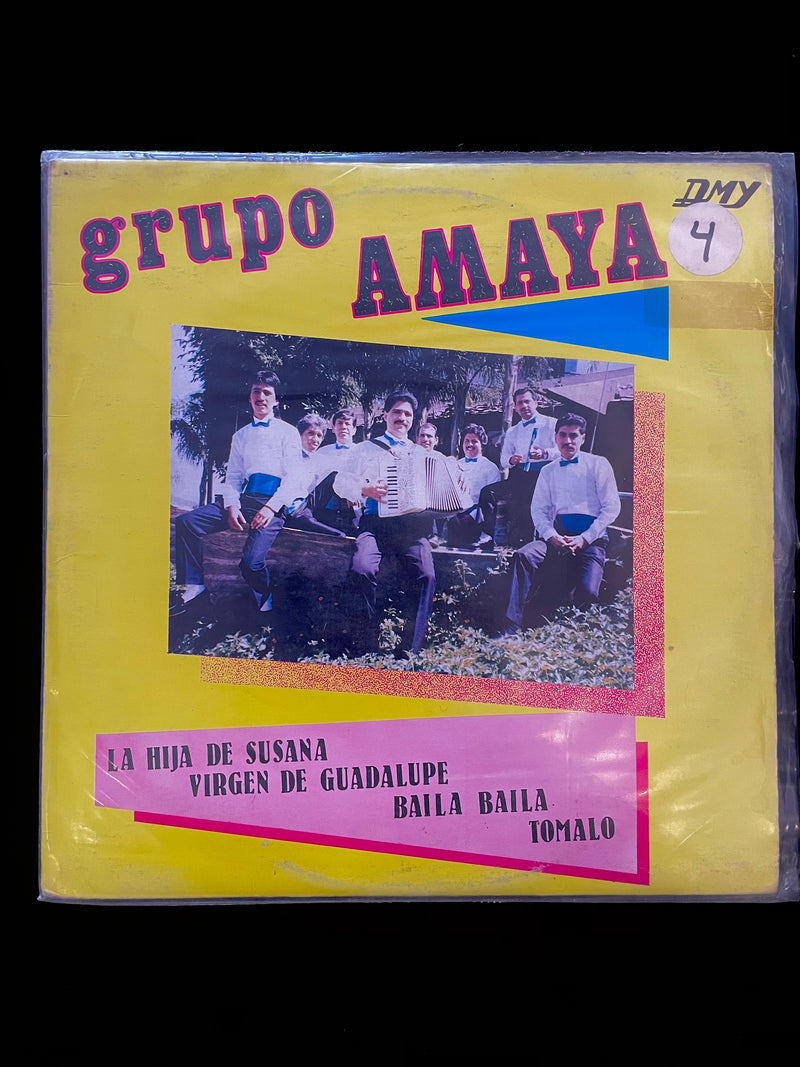 grupo AMAYA
DMY
4
LA HIJA DE SUSANA
VIRGEN DE GUADALUPE
BAILA BAILA
TOMALO